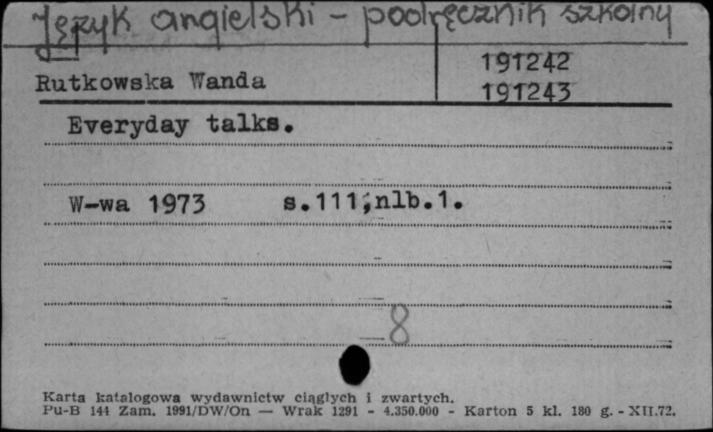 Język angielski - podręcznik szkolny
191242
Rutkowska Wanda
191243
Everyday talks.
W-wa 1973 s.111;nlb.1.
8
Karta katalogowa wydawnictw ciągłych i zwartych.
Pu-B 144 Zam. 1991/DW/On — Wrak 1291 - 4.350.000 - Karton 5 kl. 180 g. - XII.72.